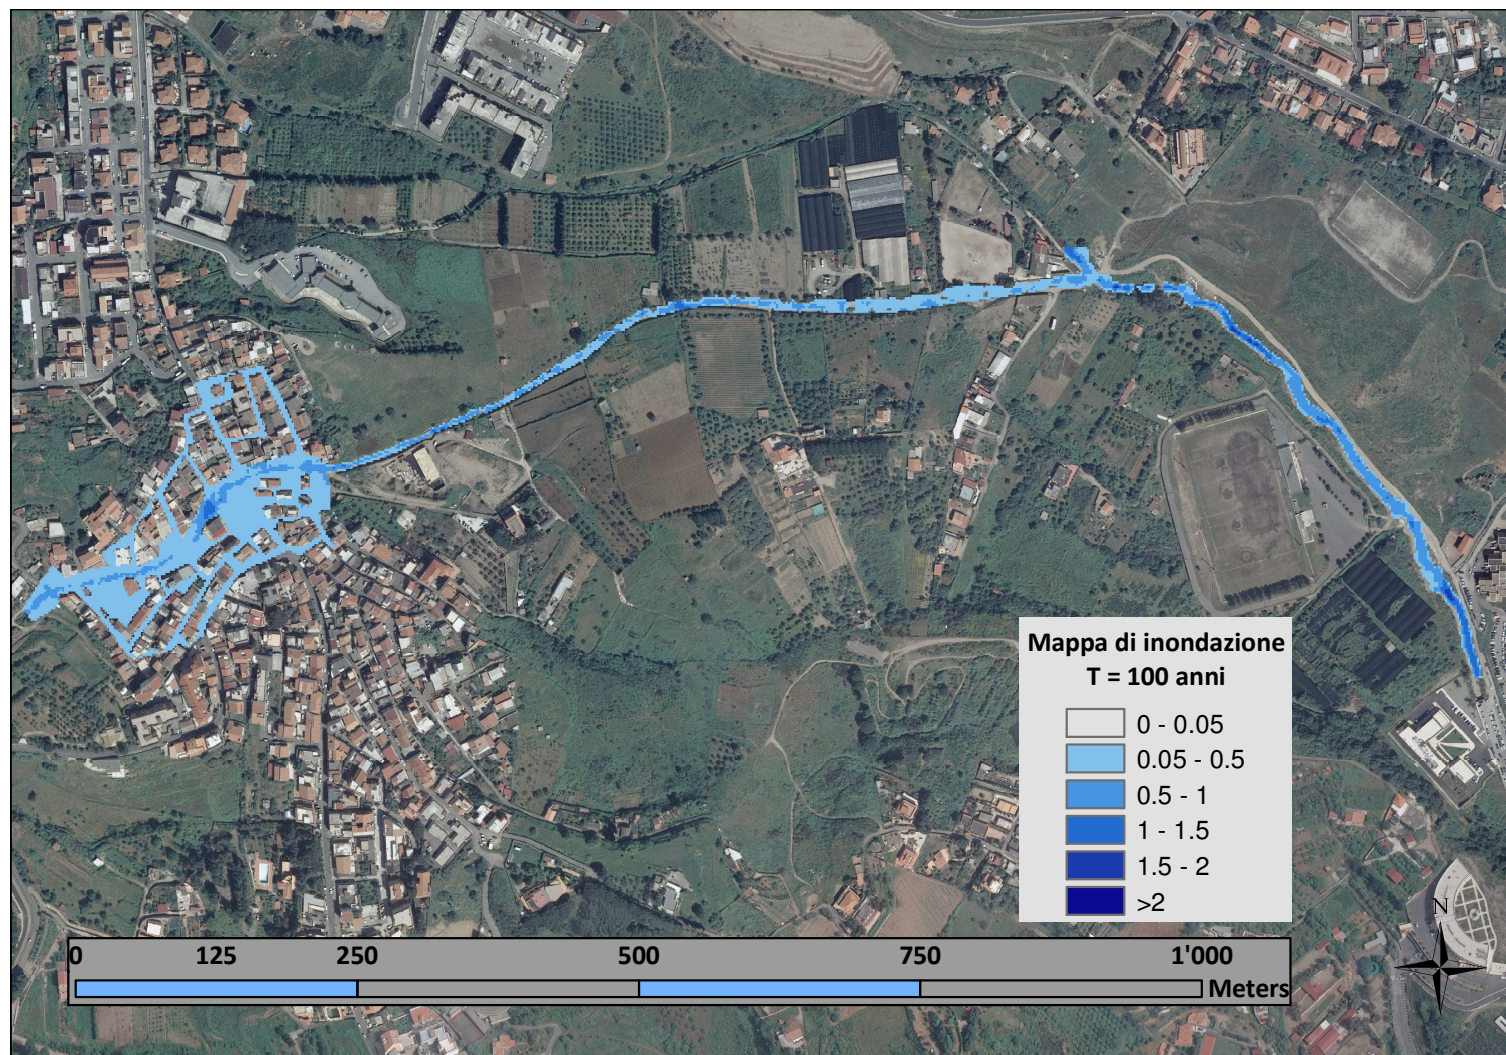 Mappa di inondazione
T = 100 anni
0 - 0.05
0.05 - 0.5
0.5 - 1
1 - 1.5
1.5 - 2
>2
N
0 125 250 500 750 1'000
Meters